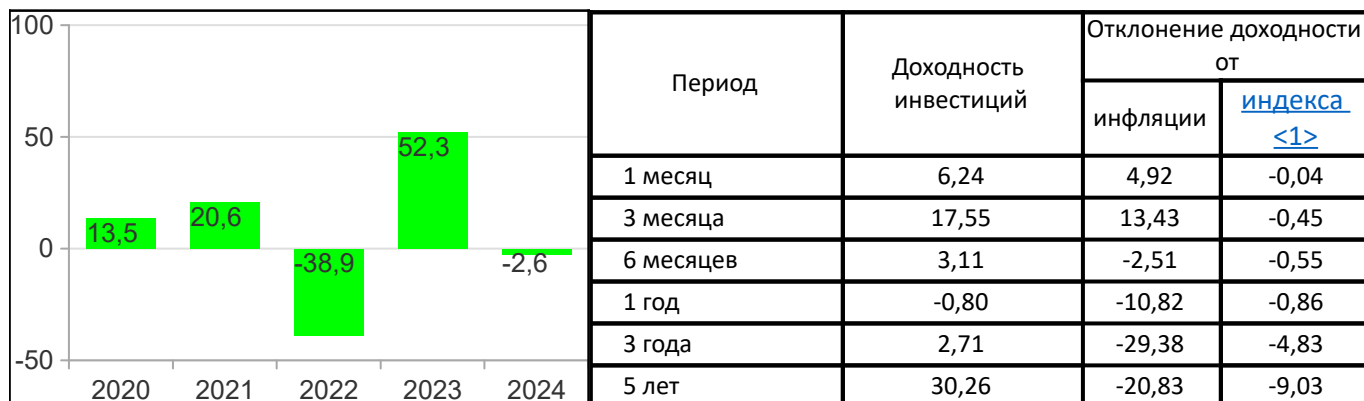 100
50
0
-50
13,5
20,6
-38,9
52,3
-2,6
2020 2021 2022 2023 2024
Период
Доходность
инвестиций
Отклонение доходности
от
инфляции
индекса
<1>
1 месяц 6,24 4,92 -0,04
3 месяца 17,55 13,43 -0,45
6 месяцев 3,11 -2,51 -0,55
1 год -0,80 -10,82 -0,86
3 года 2,71 -29,38 -4,83
5 лет 30,26 -20,83 -9,03